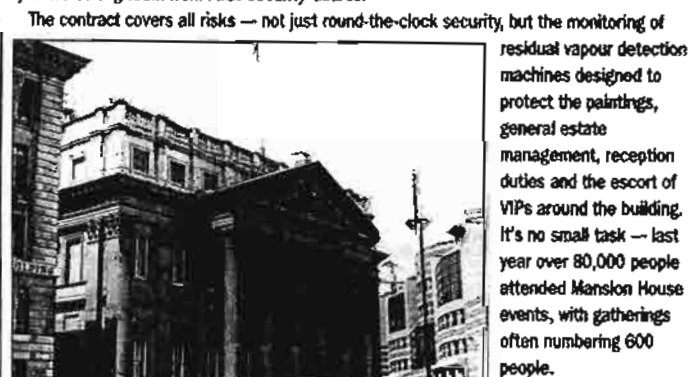 The contract covers all risks — not just round-the-clock security, but the monitoring of
residual vapour detection
machines designed to
protect the paintings,
general estate
management, reception
duties and the escort of
VIPs around the building.
It's no small task — last
year over 80,000 people
attended Mansion House
events, with gatherings
often numbering 600
people.